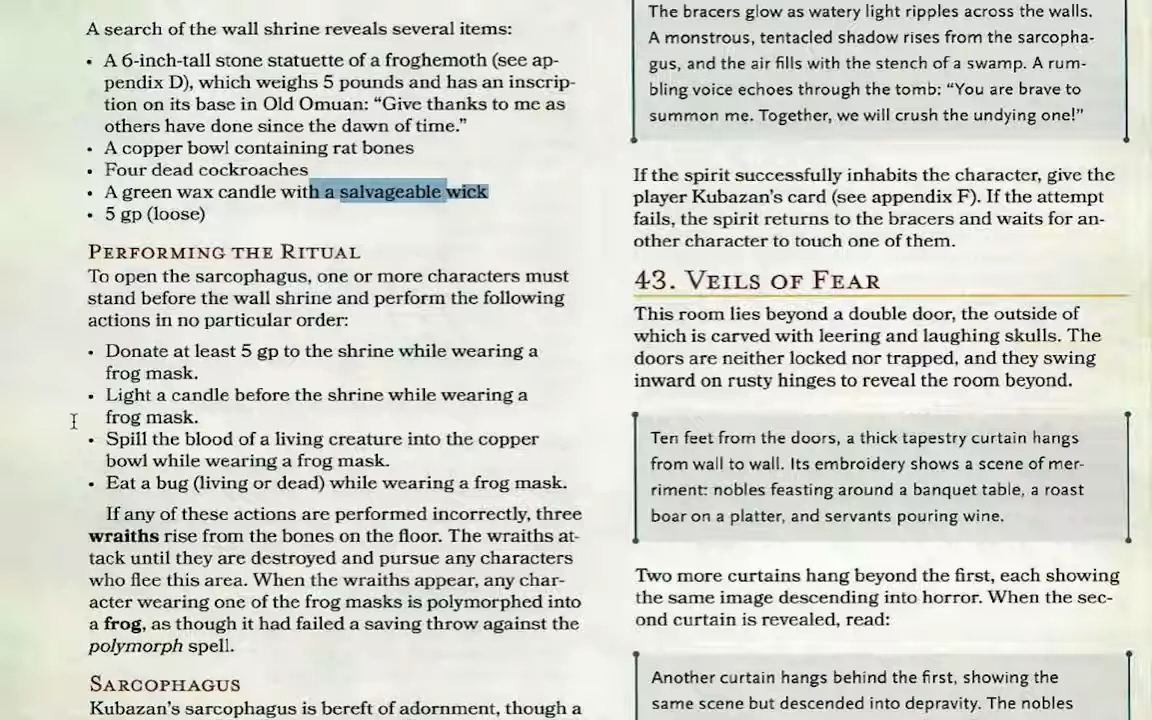 A search of the wall shrine reveals several items:
• A 6-inch-tall stone statuette of a froghemoth (see ap-
pendix D), which weighs 5 pounds and has an inscrip-
tion on its base in Old Omuan: “Give thanks to me as
others have done since the dawn of time.”
• A copper bowl containing rat bones
• Four dead cockroaches
• A green wax candle with a salvageable wick
• 5 gp (loose)
Performing the Ritual
To open the sarcophagus, one or more characters must
stand before the wall shrine and perform the following
actions in no particular order:
• Donate at least 5 gp to the shrine while wearing a
frog mask.
• Light a candle before the shrine while wearing a
frog mask.
• Spill the blood of a living creature into the copper
bowl while wearing a frog mask.
• Eat a bug (living or dead) while wearing a frog mask.
If any of these actions are performed incorrectly, three
wraiths rise from the bones on the floor. The wraiths at-
tack until they are destroyed and pursue any characters
who flee this area. When the wraiths appear, any char-
acter wearing one of the frog masks is polymorphed into
a frog, as though it had failed a saving throw against the
polymorph spell.
Sarcophagus
Kubazan’s sarcophagus is bereft of adornment, though a
The bracers glow as watery light ripples across the walls.
A monstrous, tentacled shadow rises from the sarcopha-
gus, and the air fills with the stench of a swamp. A rum-
bling voice echoes through the tomb: “You are brave to
summon me. Together, we will crush the undying one!”
If the spirit successfully inhabits the character, give the
player Kubazan’s card (see appendix F). If the attempt
fails, the spirit returns to the bracers and waits for an-
other character to touch one of them.
43. Veils of Fear
This room lies beyond a double door, the outside of
which is carved with leering and laughing skulls. The
doors are neither locked nor trapped, and they swing
inward on rusty hinges to reveal the room beyond.
Ten feet from the doors, a thick tapestry curtain hangs
from wall to wall. Its embroidery shows a scene of mer-
riment: nobles feasting around a banquet table, a roast
boar on a platter, and servants pouring wine.
Two more curtains hang beyond the first, each showing
the same image descending into horror. When the sec-
ond curtain is revealed, read:
Another curtain hangs behind the first, showing the
same scene but descended into depravity. The nobles